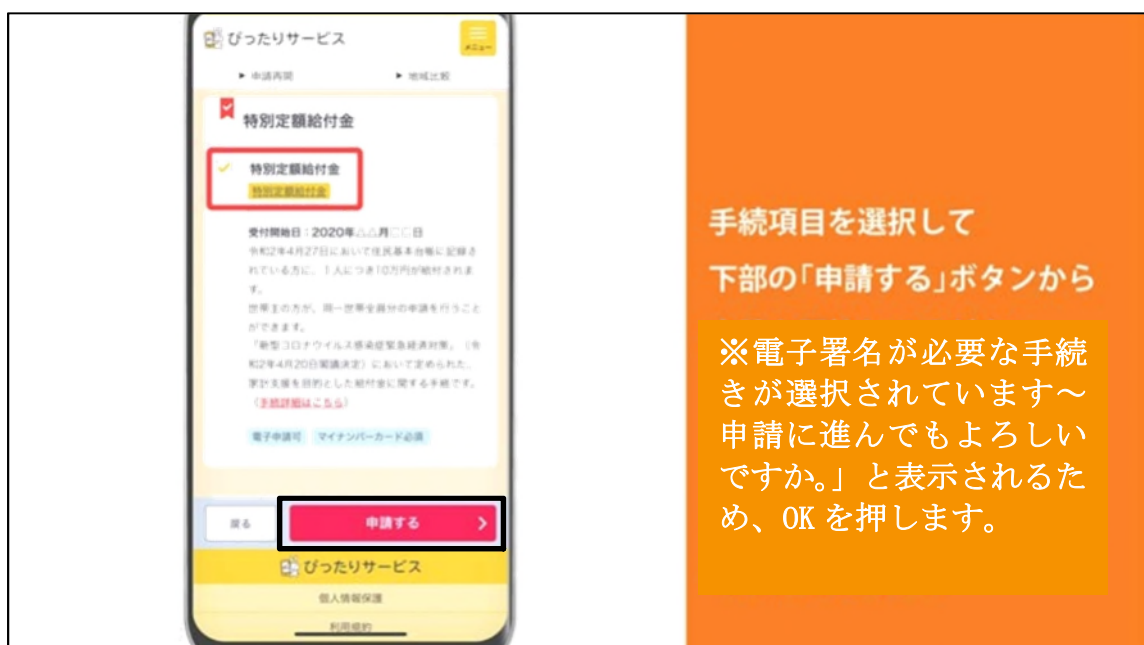 ぴったりサービス
メニュー
▶ 申請再開
▶ 地域比較
特別定額給付金
特別定額給付金
特別定額給付金
受付開始日：2020年△△月□□日
令和2年4月27日において住民基本台帳に記録さ
れている方に、1人につき10万円が給付されま
す。
世帯主の方が、同一世帯全員分の申請を行うこと
ができます。
「新型コロナウイルス感染症緊急経済対策」（令
和2年4月20日閣議決定）において定められた、
家計支援を目的とした給付金に関する手続です。
（手続詳細はこちら）
電子申請可
マイナンバーカード必須
戻る
申請する
ぴったりサービス
個人情報保護
利用規約
手続項目を選択して
下部の「申請する」ボタンから
※電子署名が必要な手続
きが選択されています～
申請に進んでもよろしい
ですか。」と表示されるた
め、OKを押します。